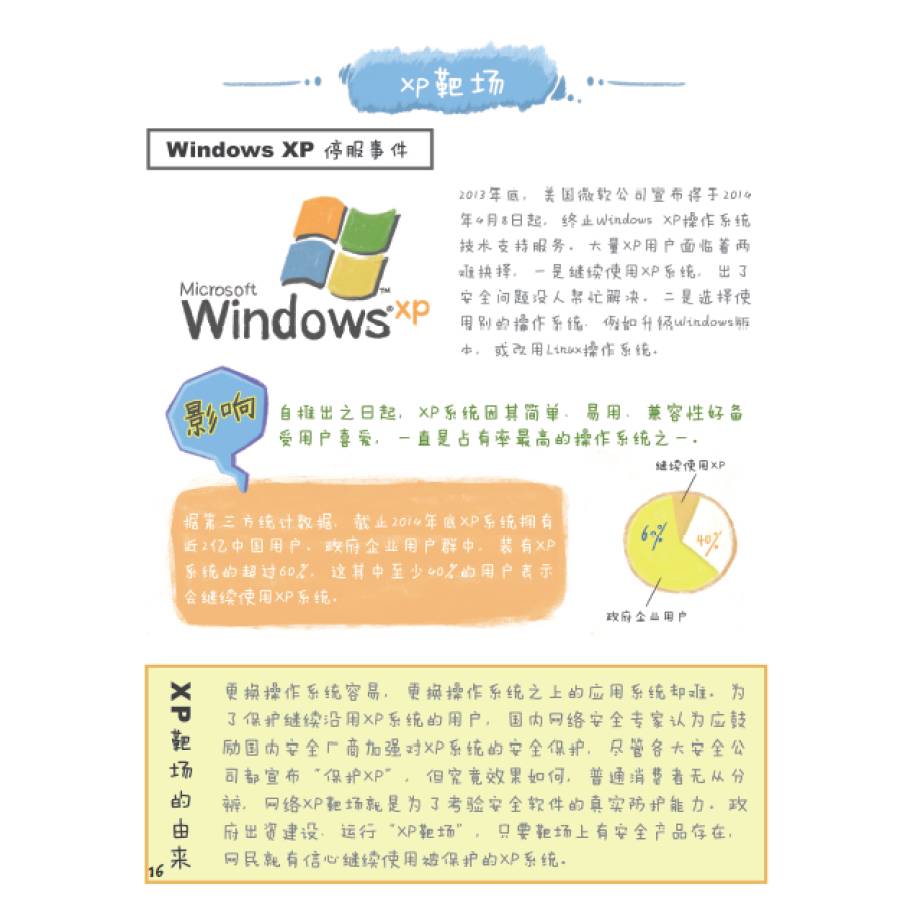 XP靶场
Windows XP 停服事件
2013年底，美国微软公司宣布将于2014
年4月8日起，终止Windows XP操作系统
技术支持服务。大量XP用户面临着两
难抉择，一是继续使用XP系统，出了
安全问题没人帮忙解决。二是选择使
用别的操作系统，例如升级Windows版
本，或改用Linux操作系统。
Microsoft
Windows® xp
™
影响
自推出之日起，XP系统因其简单、易用、兼容性好备
受用户喜爱，一直是占有率最高的操作系统之一。
据第三方统计数据，截止2014年底XP系统拥有
近2亿中国用户。政府企业用户群中，装有XP
系统的超过60%，这其中至少40%的用户表示
会继续使用XP系统。
继续使用XP
60%
40%
政府企业用户
XP靶场的由来
更换操作系统容易，更换操作系统之上的应用系统却难。为
了保护继续沿用XP系统的用户，国内网络安全专家认为应鼓
励国内安全厂商加强对XP系统的安全保护，尽管各大安全公
司都宣布“保护XP”，但究竟效果如何，普通消费者无从分
辨，网络XP靶场就是为了考验安全软件的真实防护能力。政
府出资建设、运行“XP靶场”，只要靶场上有安全产品存在，
网民就有信心继续使用被保护的XP系统。
16